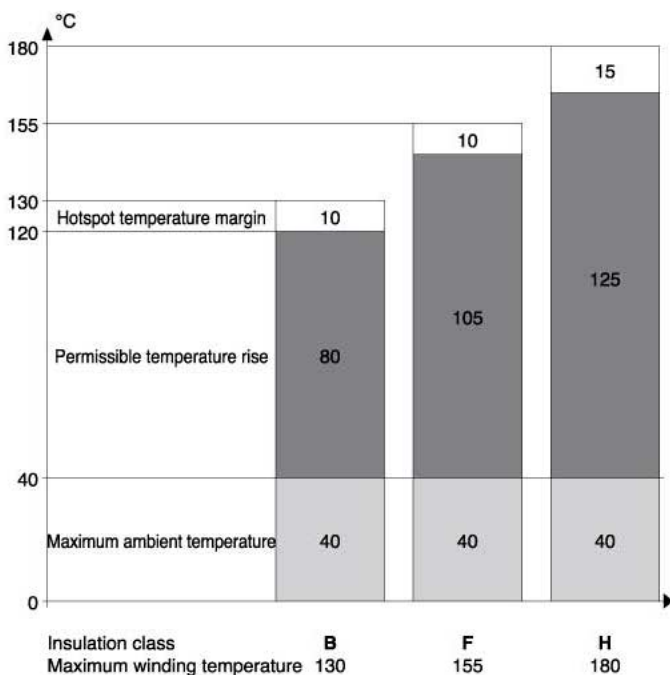 °C
180
15
155
10
130
Hotspot temperature margin 10
120
125
105
Permissible temperature rise 80
40
Maximum ambient temperature 40 40 40
0
Insulation class B F H
Maximum winding temperature 130 155 180